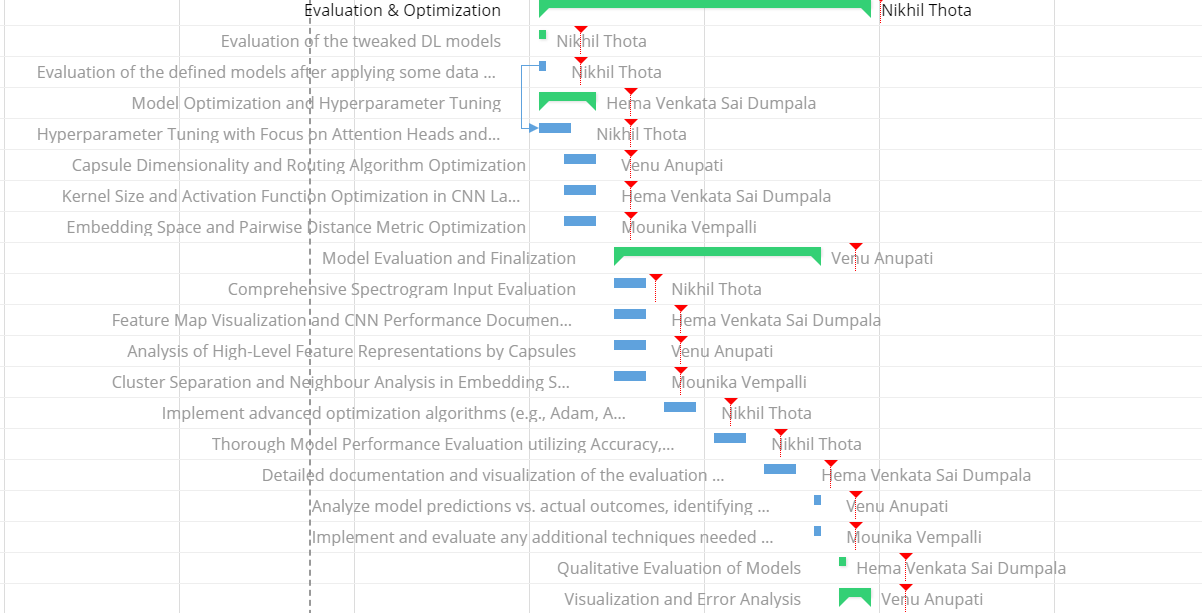 Evaluation & Optimization Nikhil Thota
Evaluation of the tweaked DL models Nikhil Thota
Evaluation of the defined models after applying some data ... Nikhil Thota
Model Optimization and Hyperparameter Tuning Hema Venkata Sai Dumpala
Hyperparameter Tuning with Focus on Attention Heads and... Nikhil Thota
Capsule Dimensionality and Routing Algorithm Optimization Venu Anupati
Kernel Size and Activation Function Optimization in CNN La... Hema Venkata Sai Dumpala
Embedding Space and Pairwise Distance Metric Optimization Mounika Vempalli
Model Evaluation and Finalization Venu Anupati
Comprehensive Spectrogram Input Evaluation Nikhil Thota
Feature Map Visualization and CNN Performance Documen... Hema Venkata Sai Dumpala
Analysis of High-Level Feature Representations by Capsules Venu Anupati
Cluster Separation and Neighbour Analysis in Embedding S... Mounika Vempalli
Implement advanced optimization algorithms (e.g., Adam, A... Nikhil Thota
Thorough Model Performance Evaluation utilizing Accuracy,... Nikhil Thota
Detailed documentation and visualization of the evaluation ... Hema Venkata Sai Dumpala
Analyze model predictions vs. actual outcomes, identifying ... Venu Anupati
Implement and evaluate any additional techniques needed ... Mounika Vempalli
Qualitative Evaluation of Models Hema Venkata Sai Dumpala
Visualization and Error Analysis Venu Anupati